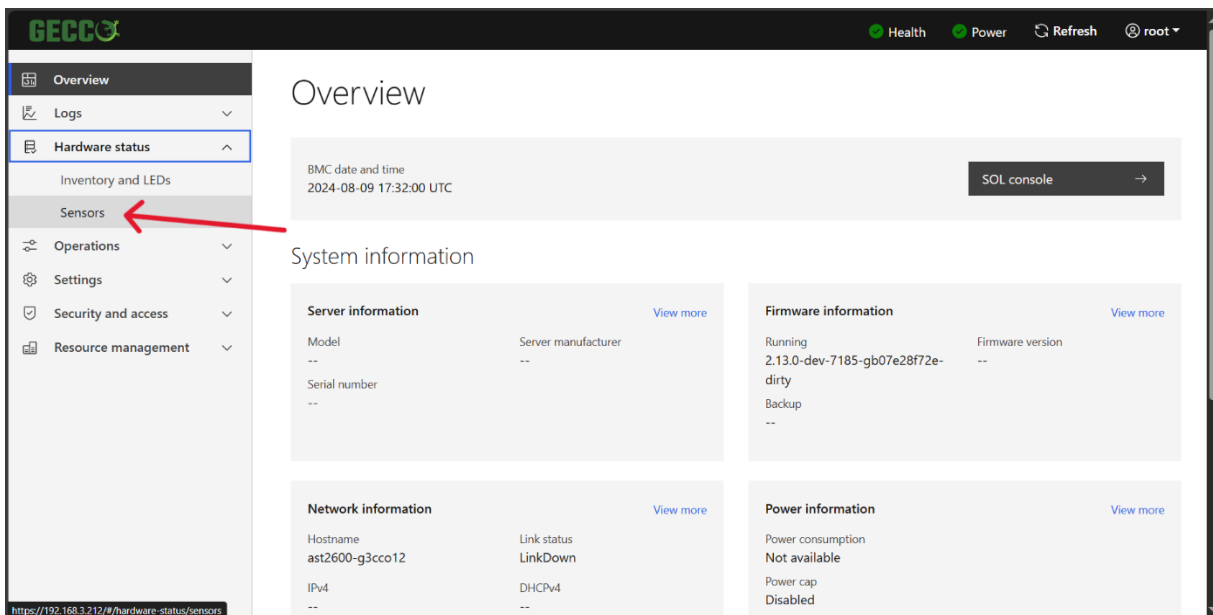 GECCO
Health
Power
Refresh
root
Overview
Logs
Hardware status
Inventory and LEDs
Sensors
Operations
Settings
Security and access
Resource management
Overview
BMC date and time
2024-08-09 17:32:00 UTC
SOL console
System information
Server information
View more
Model
Server manufacturer
--
--
Serial number
--
Firmware information
View more
Running
Firmware version
2.13.0-dev-7185-gb07e28f72e-
--
dirty
Backup
--
Network information
View more
Hostname
Link status
ast2600-g3cco12
LinkDown
IPv4
DHCPv4
--
--
Power information
View more
Power consumption
Not available
Power cap
Disabled
https://192.168.3.212/#/hardware-status/sensors